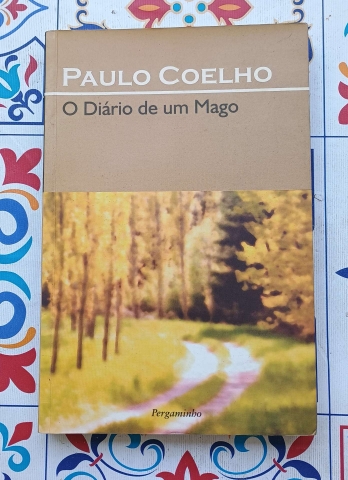 PAULO COELHO
O Diário de um Mago
Pergaminho